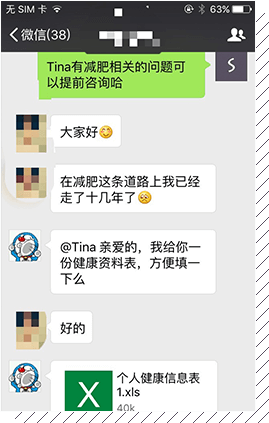 无 SIM 卡
63%
微信(38)
Tina有减肥相关的问题可
以提前咨询哈
S
大家好
在减肥这条道路上我已经
走了十几年了
@Tina 亲爱的，我给你一
份健康资料表，方便填一
下么
好的
个人健康信息表
1.xls
X
40k